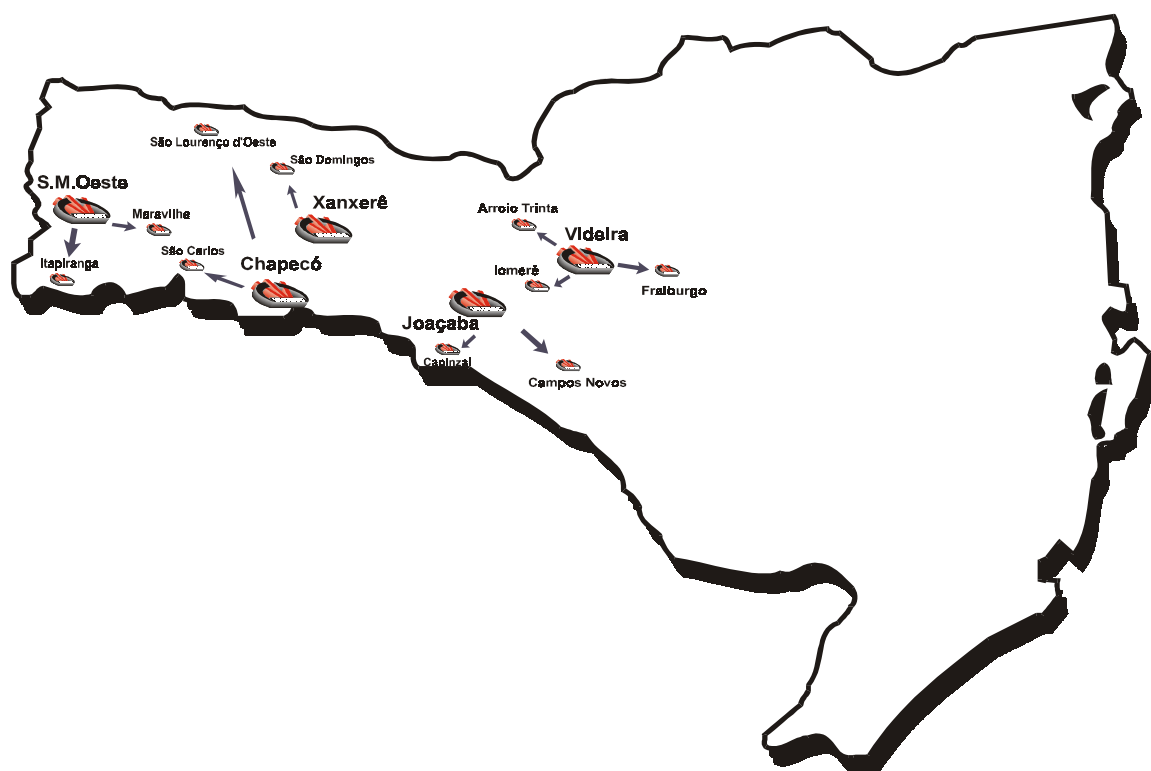 São Lourenço d'Oeste
São Domingos
S.M.Oeste
Xanxerê
Maravilha
Arroio Trinta
Videira
São Carlos
Itapiranga
Chapecó
Iomerê
Fraiburgo
Joaçaba
Capinzal
Campos Novos